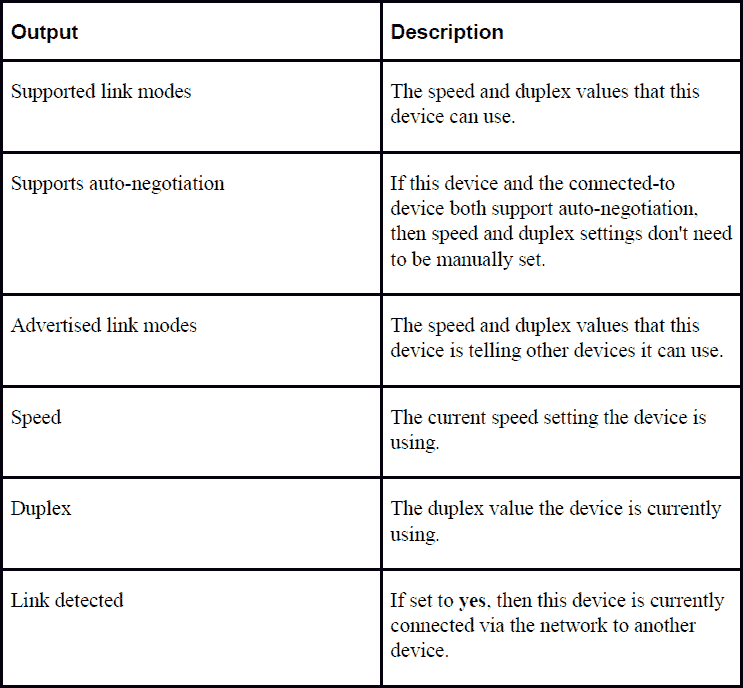 Output
Description
Supported link modes
The speed and duplex values that this
device can use.
Supports auto-negotiation
If this device and the connected-to
device both support auto-negotiation,
then speed and duplex settings don't need
to be manually set.
Advertised link modes
The speed and duplex values that this
device is telling other devices it can use.
Speed
The current speed setting the device is
using.
Duplex
The duplex value the device is currently
using.
Link detected
If set to yes, then this device is currently
connected via the network to another
device.